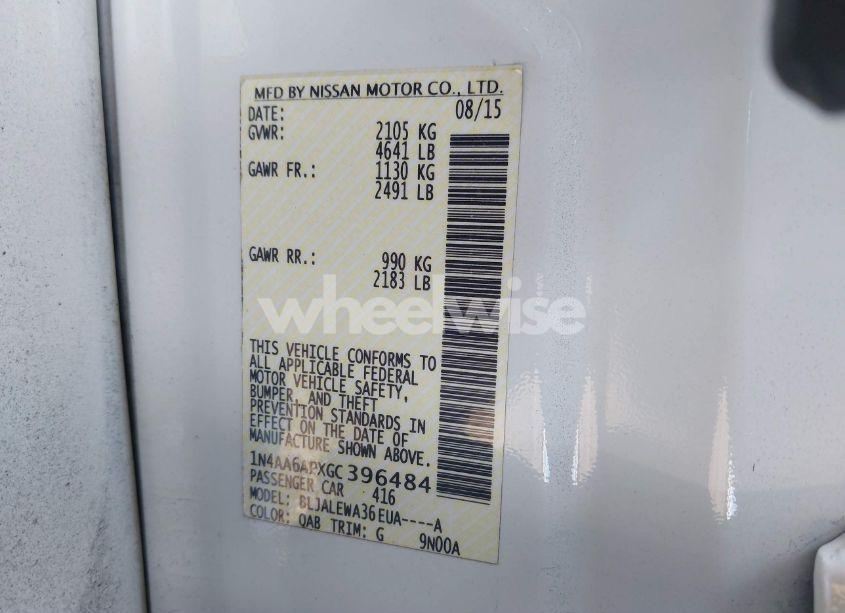 MFD BY NISSAN MOTOR CO., LTD.
DATE: 08/15
GVWR: 2105 KG
4641 LB
GAWR FR.: 1130 KG
2491 LB
GAWR RR.: 990 KG
2183 LB
wheelwise
THIS VEHICLE CONFORMS TO
ALL APPLICABLE FEDERAL
MOTOR VEHICLE SAFETY,
BUMPER, AND THEFT
PREVENTION STANDARDS IN
EFFECT ON THE DATE OF
MANUFACTURE SHOWN ABOVE.
1N4AA6APXGC396484
PASSENGER CAR 416
MODEL: BLJALEWA36EUA----A
COLOR: QAB TRIM: G 9N00A